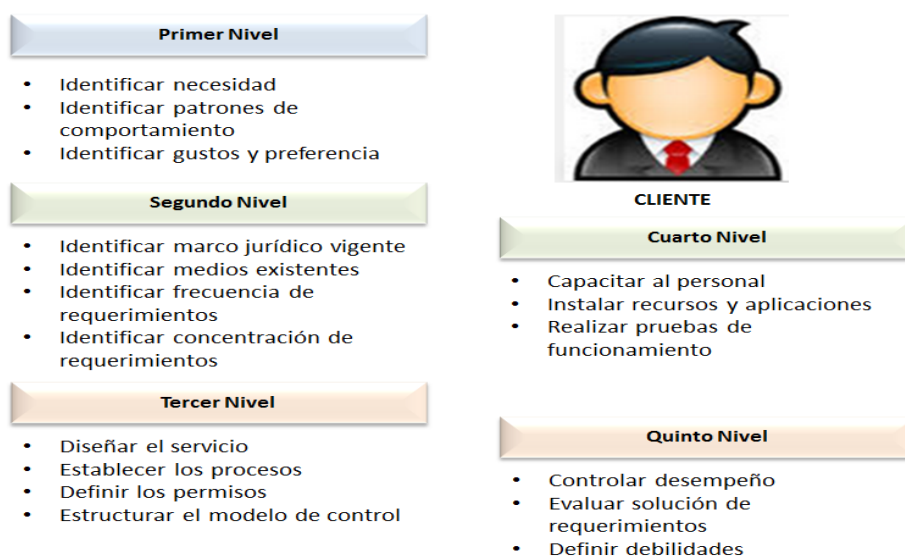 Primer Nivel
• Identificar necesidad
• Identificar patrones de
comportamiento
• Identificar gustos y preferencia
Segundo Nivel
• Identificar marco jurídico vigente
• Identificar medios existentes
• Identificar frecuencia de
requerimientos
• Identificar concentración de
requerimientos
Tercer Nivel
• Diseñar el servicio
• Establecer los procesos
• Definir los permisos
• Estructurar el modelo de control
CLIENTE
Cuarto Nivel
• Capacitar al personal
• Instalar recursos y aplicaciones
• Realizar pruebas de
funcionamiento
Quinto Nivel
• Controlar desempeño
• Evaluar solución de
requerimientos
• Definir debilidades